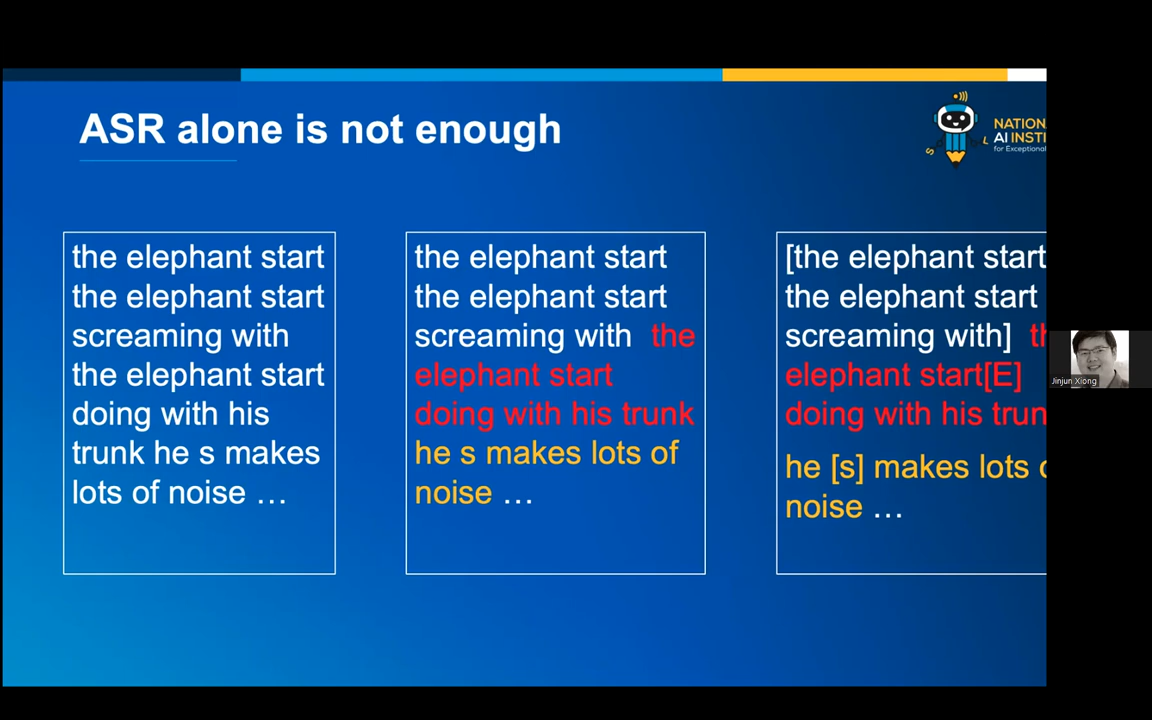 ASR alone is not enough
NATION
AI INSTI
for Exceptional
the elephant start
the elephant start
screaming with
the elephant start
doing with his
trunk he s makes
lots of noise …
the elephant start
the elephant start
screaming with the
elephant start
doing with his trunk
he s makes lots of
noise …
[the elephant start
the elephant start
screaming with] th
elephant start[E]
doing with his trun
he [s] makes lots
noise …
Jinjun Xiong